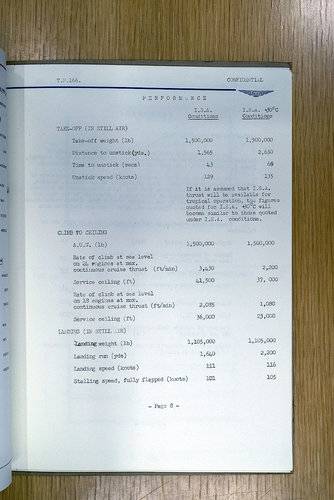 T.P.166. CONFIDENTIAL
PERFORMANCE
I.S.A. I.S.A. +30°C
Conditions Conditions
TAKE-OFF (IN STILL AIR)
Take-off weight (lb) 1,500,000 1,500,000
Distance to unstick (yds.) 1,565 2,630
Time to unstick (secs) 43 68
Unstick speed (knots) 129 135
If it is assumed that I.S.A.
thrust will be available for
tropical operation, the figures
quoted for I.S.A. +30°C will
become similar to those quoted
under I.S.A. conditions.
CLIMB TO CEILING
A.U.W. (lb) 1,500,000 1,500,000
Rate of climb at sea level
on 24 engines at max.
continuous cruise thrust (ft/min) 3,430 2,200
Service ceiling (ft) 41,500 37,000
Rate of climb at sea level
on 18 engines at max.
continuous cruise thrust (ft/min) 2,085 1,080
Service ceiling (ft) 36,000 23,000
LANDING (IN STILL AIR)
Landing weight (lb) 1,105,000 1,105,000
Landing run (yds) 1,640 2,200
Landing speed (knots) 111 116
Stalling speed, fully flapped (knots) 101 105
- Page 8 -